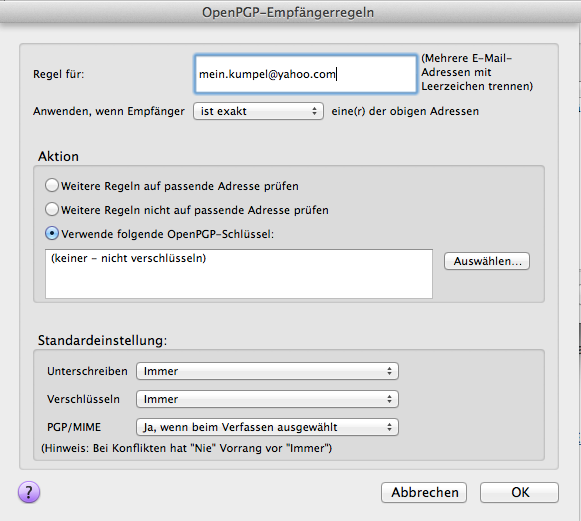 OpenPGP-Empfängerregeln
Regel für:
mein.kumpel@yahoo.com
(Mehrere E-Mail-
Adressen mit
Leerzeichen trennen)
Anwenden, wenn Empfänger ist exakt eine(r) der obigen Adressen
Aktion
Weitere Regeln auf passende Adresse prüfen
Weitere Regeln nicht auf passende Adresse prüfen
Verwende folgende OpenPGP-Schlüssel:
(keiner - nicht verschlüseln)
Auswählen...
Standardeinstellung:
Unterschreiben Immer
Verschlüseln Immer
PGP/MIME Ja, wenn beim Verfassen ausgewählt
(Hinweis: Bei Konflikten hat "Nie" Vorrang vor "Immer")
? Abbrechen OK